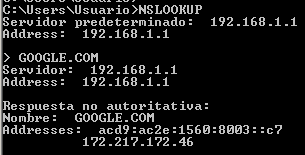 C:\Users\Usuario>NSLOOKUP
Servidor predeterminado:  192.168.1.1
Address:  192.168.1.1
> GOOGLE.COM
Servidor:  192.168.1.1
Address:  192.168.1.1
Respuesta no autoritativa:
Nombre:  GOOGLE.COM
Addresses:  acd9:ac2e:1560:8003::c7
172.217.172.46